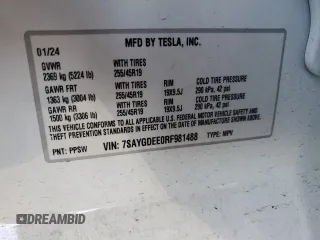 MFD BY TESLA, INC.
01/24
GVWR
2369 kg (5224 lb)
WITH TIRES
255/45R19
GAWR FRT
1363 kg (3004 lb)
WITH TIRES
255/45R19
RIM
19X9.5J
COLD TIRE PRESSURE
290 kPa, 42 psi
GAWR RR
1500 kg (3306 lb)
WITH TIRES
255/45R19
RIM
19X9.5J
COLD TIRE PRESSURE
290 kPa, 42 psi
THIS VEHICLE CONFORMS TO ALL APPLICABLE U.S. FEDERAL MOTOR VEHICLE SAFETY AND
THEFT PREVENTION STANDARDS IN EFFECT ON THE DATE OF MANUFACTURE SHOWN ABOVE.
PNT: PPSW
VIN: 7SAYGDEE0RF981488
TYPE: MPV
DREAMBID